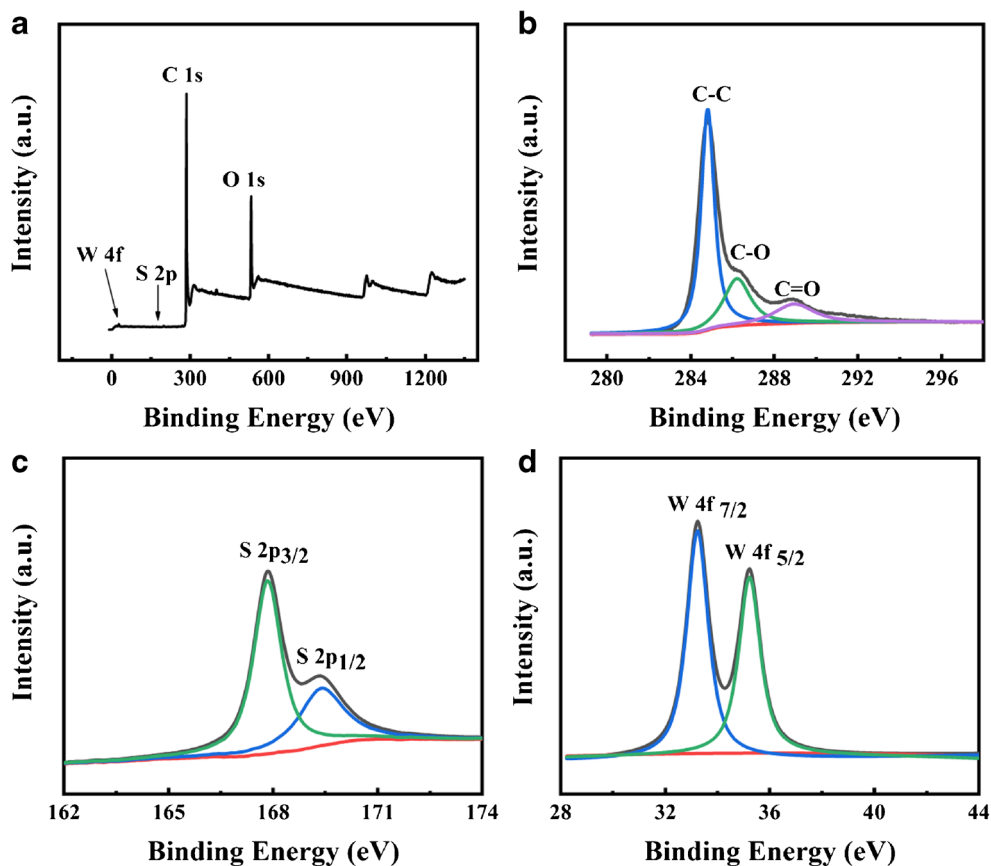 a
C 1s
O 1s
W 4f
S 2p
Intensity (a.u.)
0 300 600 900 1200
Binding Energy (eV)
b
C-C
C-O
C=O
Intensity (a.u.)
280 284 288 292 296
Binding Energy (eV)
c
S 2p3/2
S 2p1/2
Intensity (a.u.)
162 165 168 171 174
Binding Energy (eV)
d
W 4f 7/2
W 4f 5/2
Intensity (a.u.)
28 32 36 40 44
Binding Energy (eV)